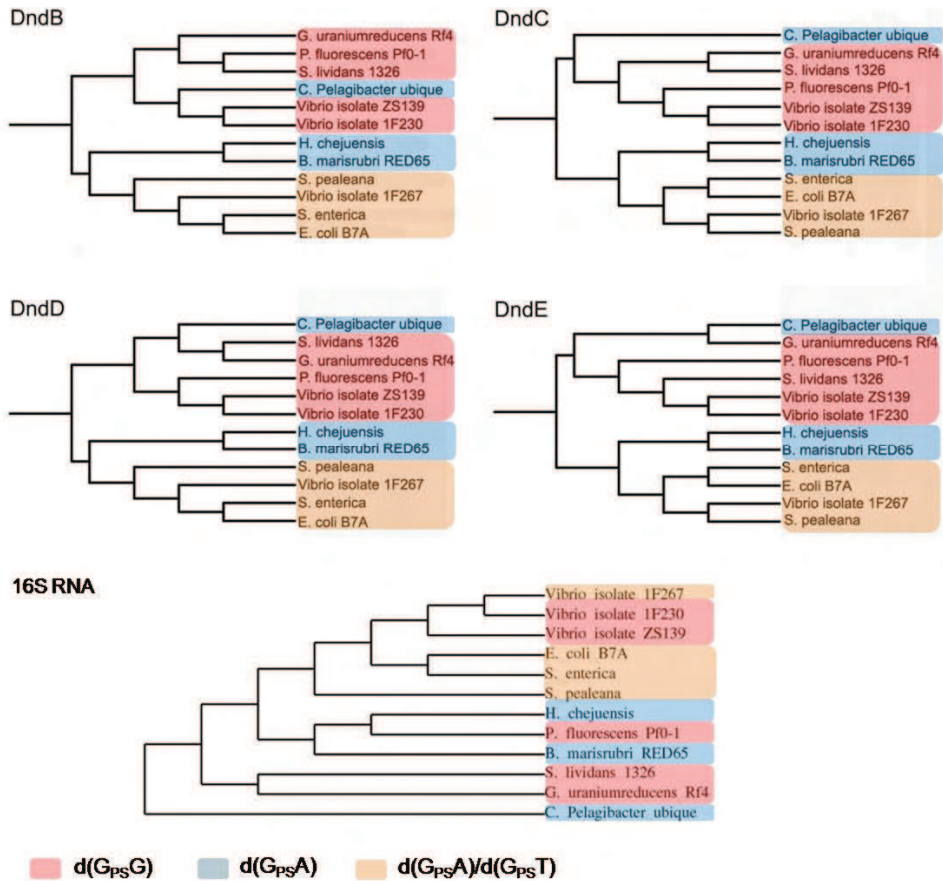 DndB
G. uraniumreducens Rf4
P. fluorescens Pf0-1
S. lividans 1326
C. Pelagibacter ubique
Vibrio isolate ZS139
Vibrio isolate 1F230
H. chejuensis
B. marisrubri RED65
S. pealeana
Vibrio isolate 1F267
S. enterica
E. coli B7A
DndC
C. Pelagibacter ubique
G. uraniumreducens Rf4
S. lividans 1326
P. fluorescens Pf0-1
Vibrio isolate ZS139
Vibrio isolate 1F230
H. chejuensis
B. marisrubri RED65
S. enterica
E. coli B7A
Vibrio isolate 1F267
S. pealeana
DndD
C. Pelagibacter ubique
S. lividans 1326
G. uraniumreducens Rf4
P. fluorescens Pf0-1
Vibrio isolate ZS139
Vibrio isolate 1F230
H. chejuensis
B. marisrubri RED65
S. pealeana
Vibrio isolate 1F267
S. enterica
E. coli B7A
DndE
C. Pelagibacter ubique
G. uraniumreducens Rf4
P. fluorescens Pf0-1
S. lividans 1326
Vibrio isolate ZS139
Vibrio isolate 1F230
H. chejuensis
B. marisrubri RED65
S. enterica
E. coli B7A
Vibrio isolate 1F267
S. pealeana
16S RNA
Vibrio isolate 1F267
Vibrio isolate 1F230
Vibrio isolate ZS139
E. coli B7A
S. enterica
S. pealeana
H. chejuensis
P. fluorescens Pf0-1
B. marisrubri RED65
S. lividans 1326
G. uraniumreducens Rf4
C. Pelagibacter ubique
d(GPSG) d(GPSA) d(GPSA)/d(GPST)